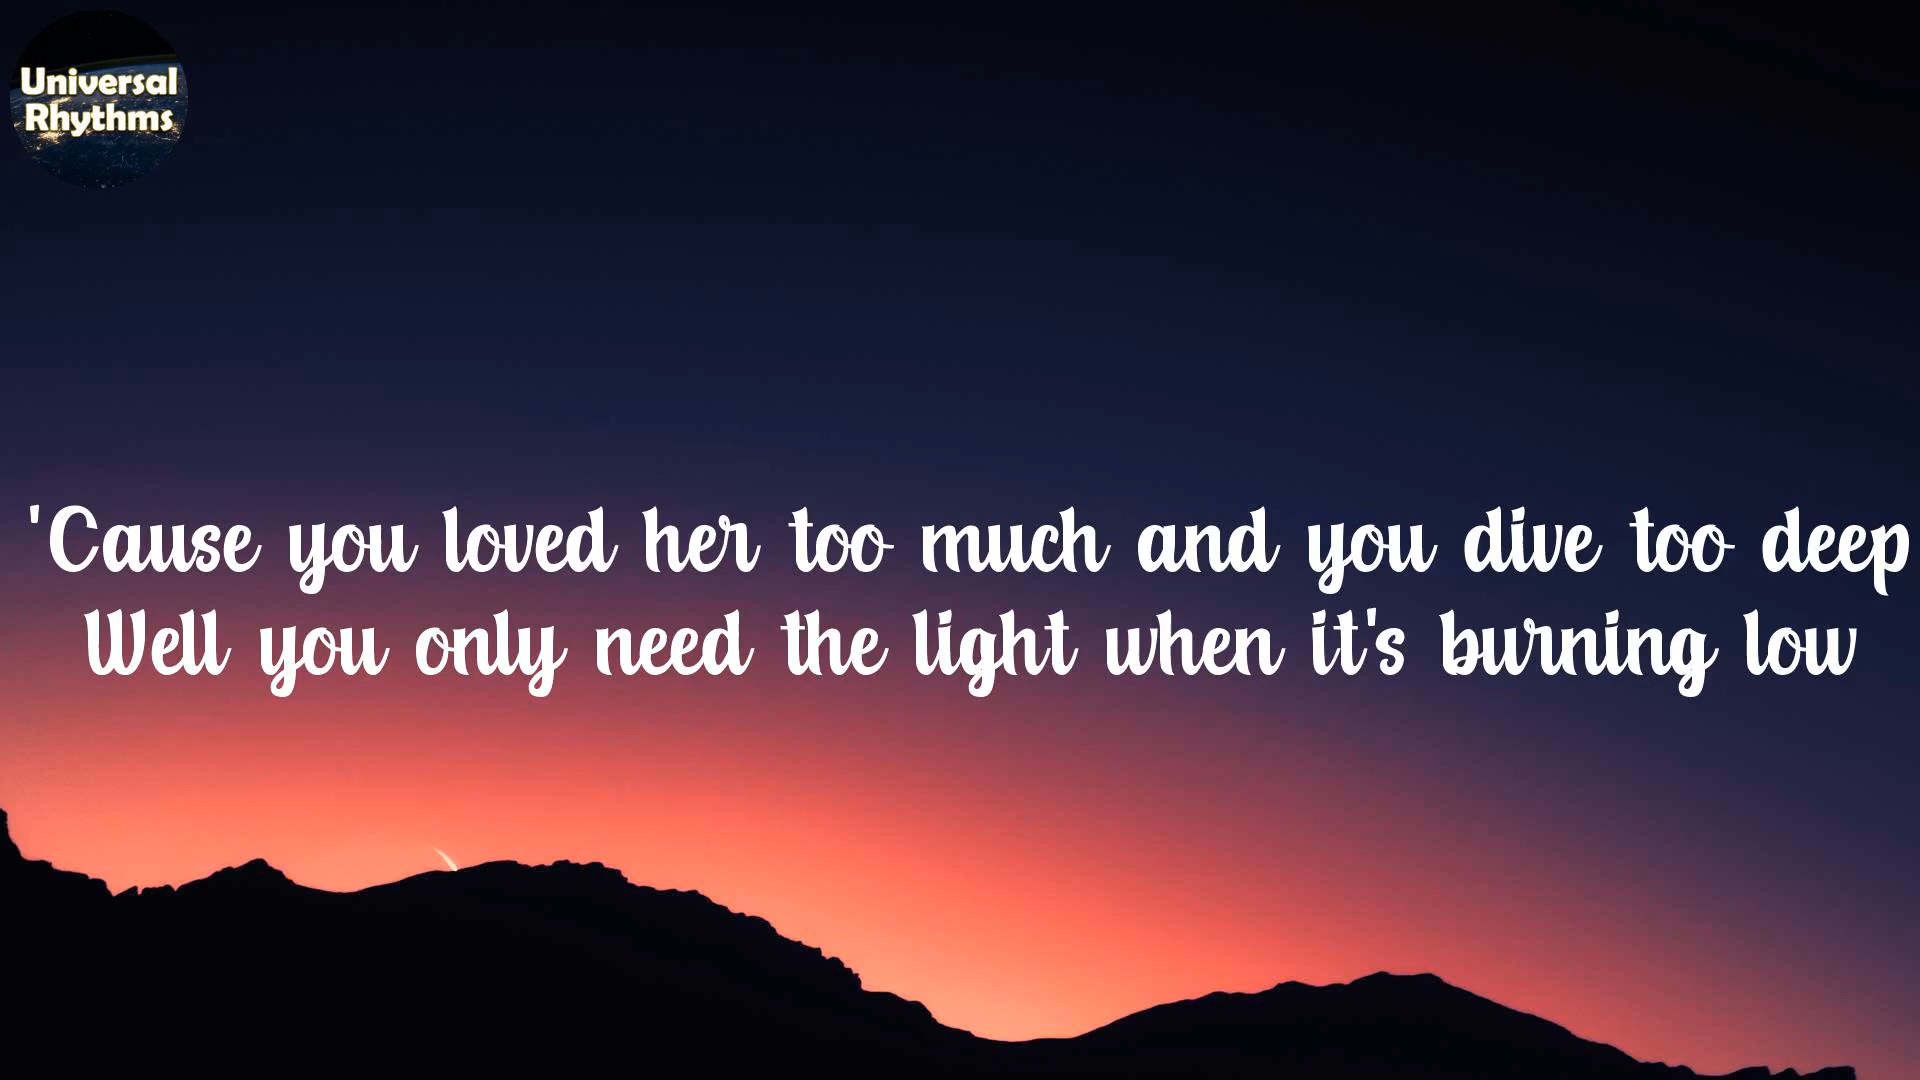 Universal
Rhythms
'Cause you loved her too much and you dive too deep
Well you only need the light when it's burning low